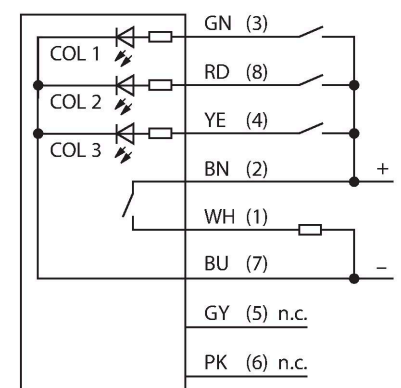 GN (3)
COL 1
RD (8)
COL 2
YE (4)
COL 3
BN (2)
+
WH (1)
BU (7)
–
GY (5) n.c.
PK (6) n.c.